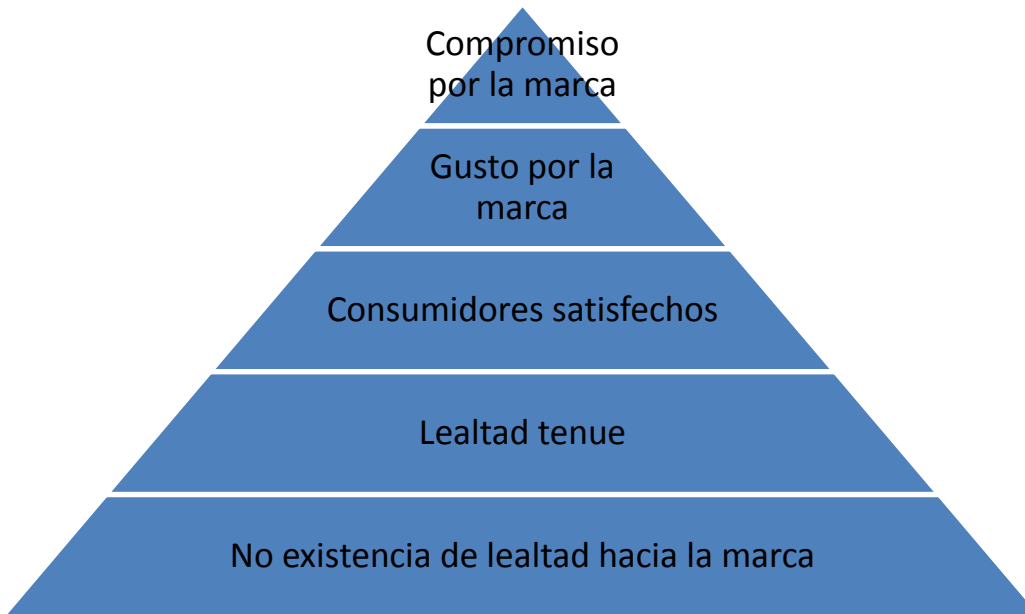 Compromiso
por la marca
Gusto por la
marca
Consumidores satisfechos
Lealtad tenue
No existencia de lealtad hacia la marca